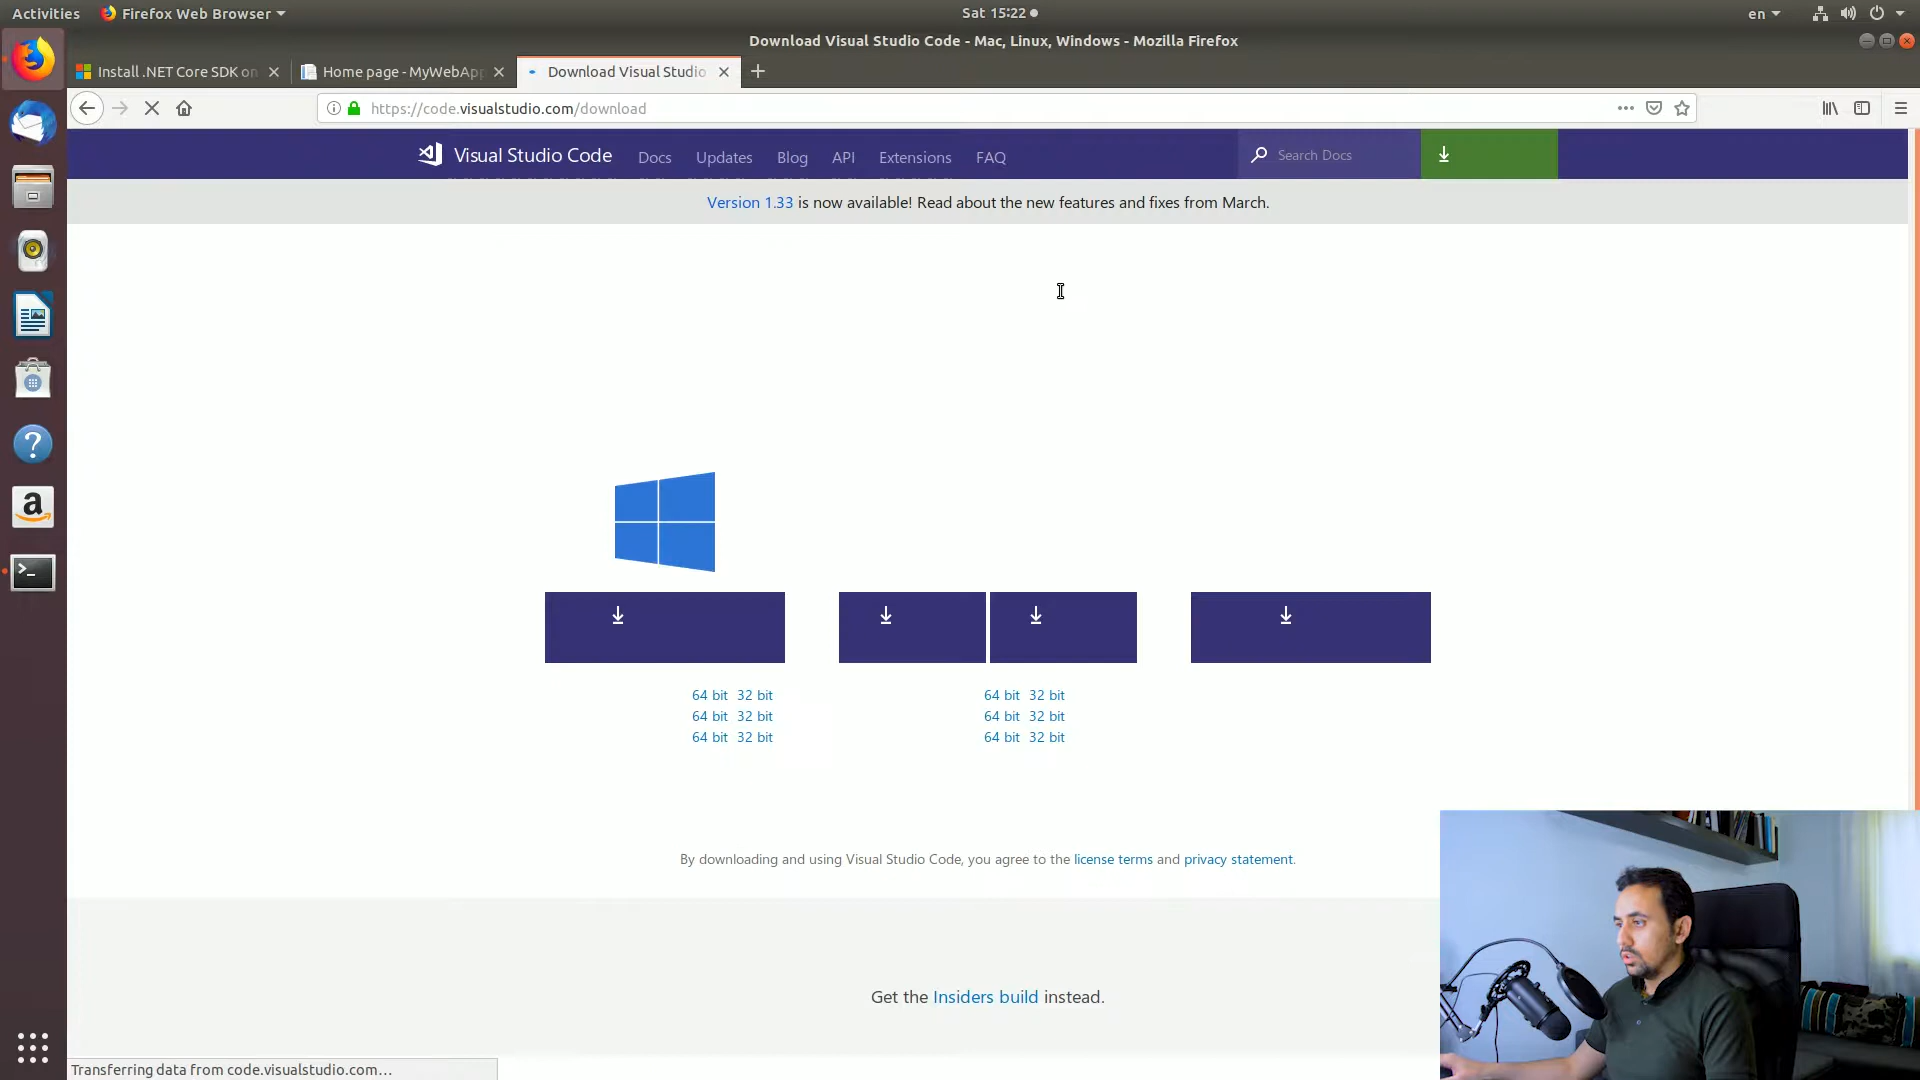 Activities
Firefox Web Browser
Sat 15:22
en
Download Visual Studio Code - Mac, Linux, Windows - Mozilla Firefox
Install .NET Core SDK on
Home page - MyWebApp
Download Visual Studio
https://code.visualstudio.com/download
Visual Studio Code
Docs
Updates
Blog
API
Extensions
FAQ
Search Docs
Version 1.33 is now available! Read about the new features and fixes from March.
64 bit 32 bit
64 bit 32 bit
64 bit 32 bit
64 bit 32 bit
64 bit 32 bit
64 bit 32 bit
By downloading and using Visual Studio Code, you agree to the license terms and privacy statement.
Get the Insiders build instead.
Transferring data from code.visualstudio.com...